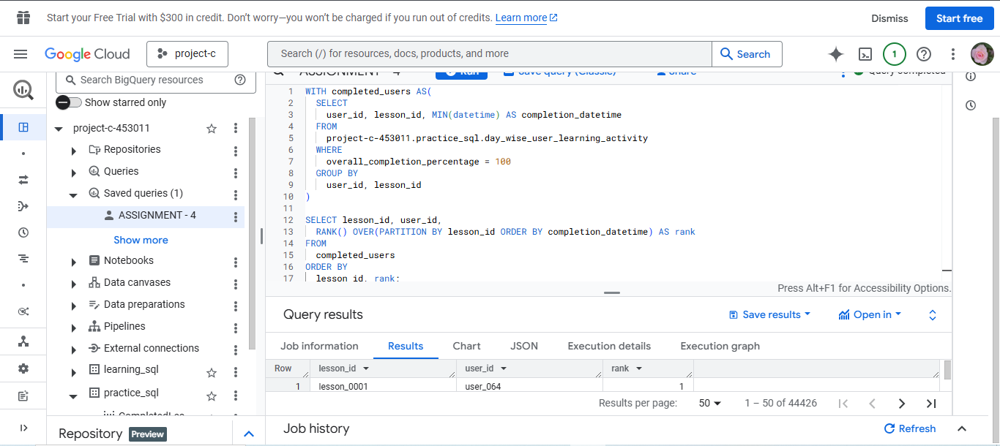 Start your Free Trial with $300 in credit. Don't worry—you won't be charged if you run out of credits. Learn more
Dismiss
Start free
Google Cloud
project-c
Search (/) for resources, docs, products, and more
Search
1
Search BigQuery resources
Show starred only
project-c-453011
Repositories
Queries
Saved queries (1)
ASSIGNMENT - 4
Show more
Notebooks
Data canvases
Data preparations
Pipelines
External connections
learning_sql
practice_sql
Repository Preview
ASSIGNMENT - 4
Run
Save query (Classic)
Share
Query completed
1 WITH completed_users AS(
2 SELECT
3 user_id, lesson_id, MIN(datetime) AS completion_datetime
4 FROM
5 project-c-453011.practice_sql.day_wise_user_learning_activity
6 WHERE
7 overall_completion_percentage = 100
8 GROUP BY
9 user_id, lesson_id
10 )
11
12 SELECT lesson_id, user_id,
13 RANK() OVER(PARTITION BY lesson_id ORDER BY completion_datetime) AS rank
14 FROM
15 completed_users
16 ORDER BY
17 lesson_id, rank;
Press Alt+F1 for Accessibility Options.
Query results
Save results
Open in
Job information
Results
Chart
JSON
Execution details
Execution graph
Row lesson_id user_id rank
1 lesson_0001 user_064 1
Results per page: 50 1 – 50 of 44426
Job history
Refresh